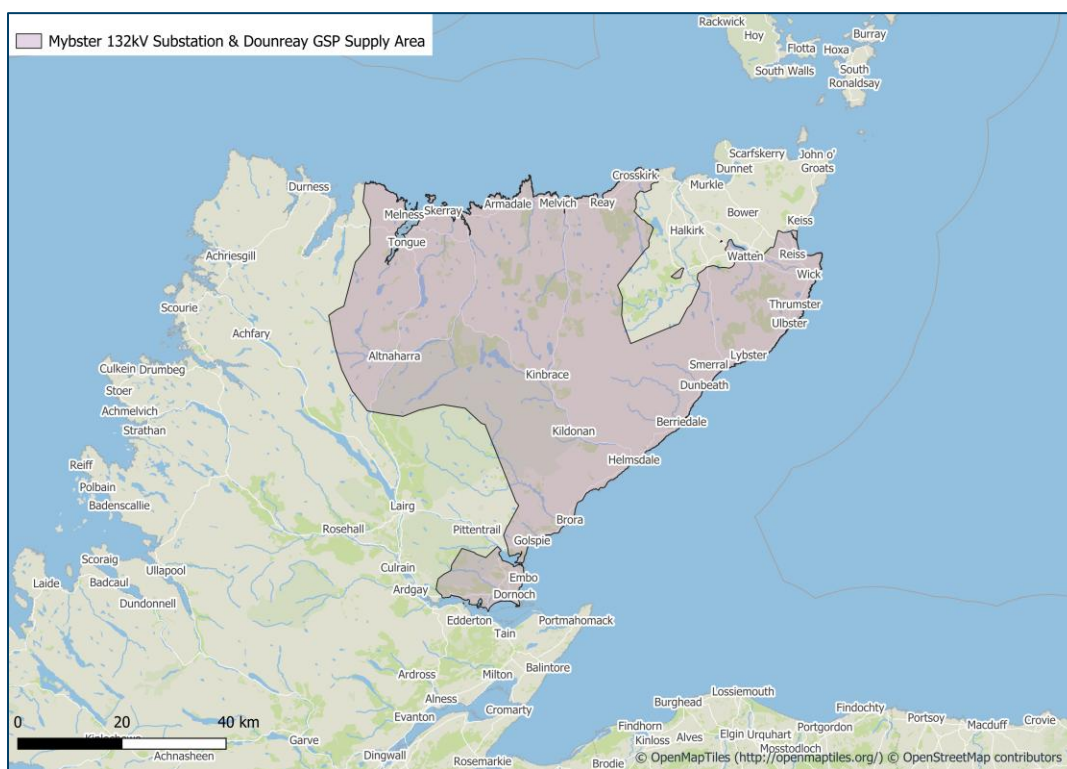 Mybster 132kV Substation & Dounreay GSP Supply Area
Rackwick
Hoy
Burray
Flotta
Hoxa
South Walls
South
Ronaldsay
Scarfskerry
Dunnet
John o'
Groats
Crosskirk
Murkle
Durness
Armadale
Melvich
Reay
Melness
Skerray
Bower
Keiss
Halkirk
Tongue
Watten
Reiss
Achriesgill
Wick
Scourie
Thrumster
Ulbster
Achfary
Altnaharra
Lybster
Smerral
Culkein
Drumbeg
Kinbrace
Dunbeath
Stoer
Achmelvich
Berriedale
Strathan
Kildonan
Helmsdale
Reiff
Polbain
Badenscallie
Lairg
Rosehall
Pittentrail
Brora
Golspie
Scoraig
Ullapool
Culrain
Embo
Laide
Badcaul
Ardgay
Dornoch
Dundonnell
Edderton
Portmahomack
Tain
Ardross
Milton
Balintore
Alness
Cromarty
Lossiemouth
Burghead
Findochty
Evanton
Portsoy
Macduff
Crovie
Findhorn
Elgin
Urquhart
Portgordon
Kinloss
Alves
Garve
Mosstodloch
Achnasheen
Dingwall
Rosemarkie
Brodie
0
20
40 km
© OpenMapTiles (http://openmaptiles.org/) © OpenStreetMap contributors